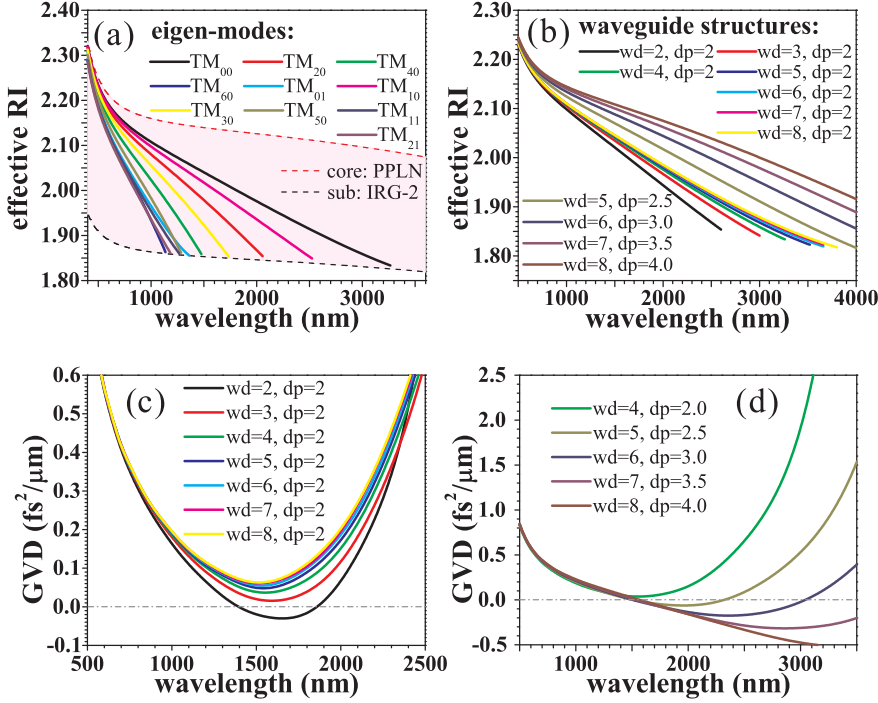 (a) eigen-modes:
TM00 TM20 TM40
TM60 TM01 TM10
TM30 TM50 TM11
TM21
core: PPLN
sub: IRG-2
2.40
2.30
2.20
2.10
2.00
1.90
1.80
effective RI
1000 2000 3000
wavelength (nm)
(b) waveguide structures:
wd=2, dp=2 wd=3, dp=2
wd=4, dp=2 wd=5, dp=2
wd=6, dp=2
wd=7, dp=2
wd=8, dp=2
wd=5, dp=2.5
wd=6, dp=3.0
wd=7, dp=3.5
wd=8, dp=4.0
2.30
2.20
2.10
2.00
1.90
1.80
effective RI
1000 2000 3000 4000
wavelength (nm)
(c)
wd=2, dp=2
wd=3, dp=2
wd=4, dp=2
wd=5, dp=2
wd=6, dp=2
wd=7, dp=2
wd=8, dp=2
0.6
0.5
0.4
0.3
0.2
0.1
0.0
-0.1
GVD (fs²/μm)
500 1000 1500 2000 2500
wavelength (nm)
(d)
wd=4, dp=2.0
wd=5, dp=2.5
wd=6, dp=3.0
wd=7, dp=3.5
wd=8, dp=4.0
2.5
2.0
1.5
1.0
0.5
0.0
-0.5
GVD (fs²/μm)
1000 2000 3000
wavelength (nm)